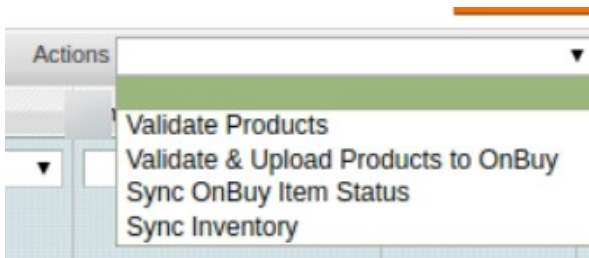 Actions
Validate Products
Validate & Upload Products to OnBuy
Sync OnBuy Item Status
Sync Inventory